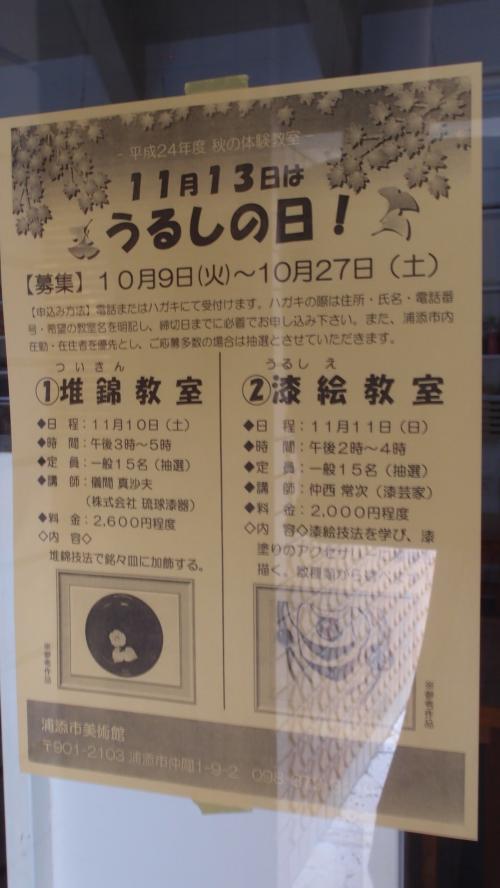 - 平成24年度 秋の体験教室 -
11月13日は
うるしの日！
【募集】10月9日(火)～10月27日（土）
【申込み方法】電話またはハガキにて受付けます。ハガキの際は住所・氏名・電話番
号・希望の教室名を明記し、締切日までに必着でお申し込み下さい。また、浦添市内
在勤・在住者を優先とし、ご応募多数の場合は抽選とさせていただきます。
ついきん
①堆錦教室
◆日 程：11月10日（土）
◆時 間：午後3時～5時
◆定 員：一般15名（抽選）
◆講 師：儀間 真沙夫
（株式会社 琉球漆器）
◆料 金：2,600円程度
◇内 容◇
堆錦技法で銘々皿に加飾する。
※参考作品
うるしえ
②漆絵教室
◆日 程：11月11日（日）
◆時 間：午後2時～4時
◆定 員：一般15名（抽選）
◆講 師：仲西 常次（漆芸家）
◆料 金：2,000円程度
◇内 容◇漆絵技法を学び、漆
塗りのアクセサリーに
描く。数種類から
※参考作品
浦添市美術館
〒901-2103 浦添市仲間1-9-2 098